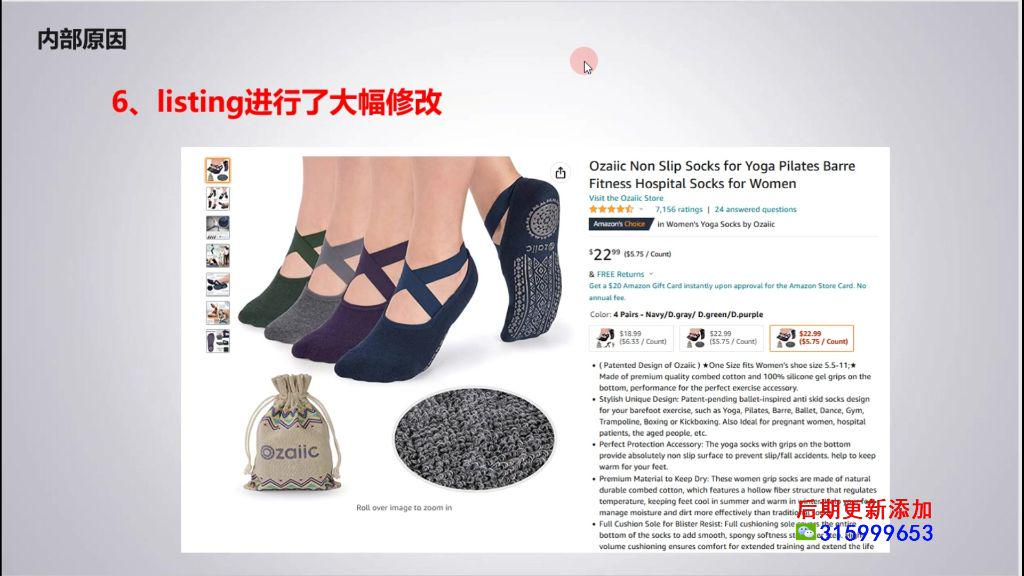 内部原因
6、listing进行了大幅修改
Ozaiic Non Slip Socks for Yoga Pilates Barre
Fitness Hospital Socks for Women
Visit the Ozaiic Store
7,156 ratings | 24 answered questions
Amazon's Choice in Women's Yoga Socks by Ozaiic
$22.99 ($5.75 / Count)
& FREE Returns
Get a $20 Amazon Gift Card instantly upon approval for the Amazon Store Card. No
annual fee.
Color: 4 Pairs - Navy/D.gray/ D.green/D.purple
$18.99 $22.99 $22.99
($6.33 / Count) ($5.75 / Count) ($5.75 / Count)
• ( Patented Design of Ozaiic ) ★One Size fits Women's shoe size 5.5-11;★
Made of premium quality combed cotton and 100% silicone gel grips on the
bottom, performance for the perfect exercise accessory.
• Stylish Unique Design: Patent-pending ballet-inspired anti skid socks design
for your barefoot exercise, such as Yoga, Pilates, Barre, Ballet, Dance, Gym,
Trampoline, Boxing or Kickboxing. Also Ideal for pregnant women, hospital
patients, the aged people, etc.
• Perfect Protection Accessory: The yoga socks with grips on the bottom
provide absolutely non slip surface to prevent slip/fall accidents. help to keep
warm for your feet.
• Premium Material to Keep Dry: These women grip socks are made of natural
durable combed cotton, which features a hollow fiber structure that regulates
temperature, keeping feet cool in summer and warm in
manage moisture and dirt more effectively than
• Full Cushion Sole for Blister Resist: Full cushioning sole the entire
bottom of the socks to add smooth, spongy softness
volume cushioning ensures comfort for extended training and extend the life
Ozaiic
Ozaiic
Roll over image to zoom in
后期更新添加
315999653